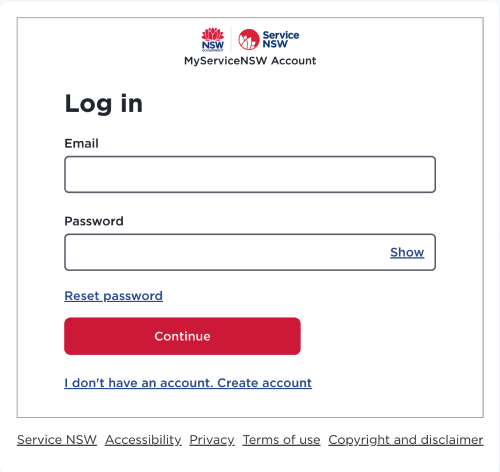 NSW
GOVERNMENT
Service
NSW
MyServiceNSW Account
Log in
Email
Password
Show
Reset password
Continue
I don't have an account. Create account
Service NSW Accessibility Privacy Terms of use Copyright and disclaimer